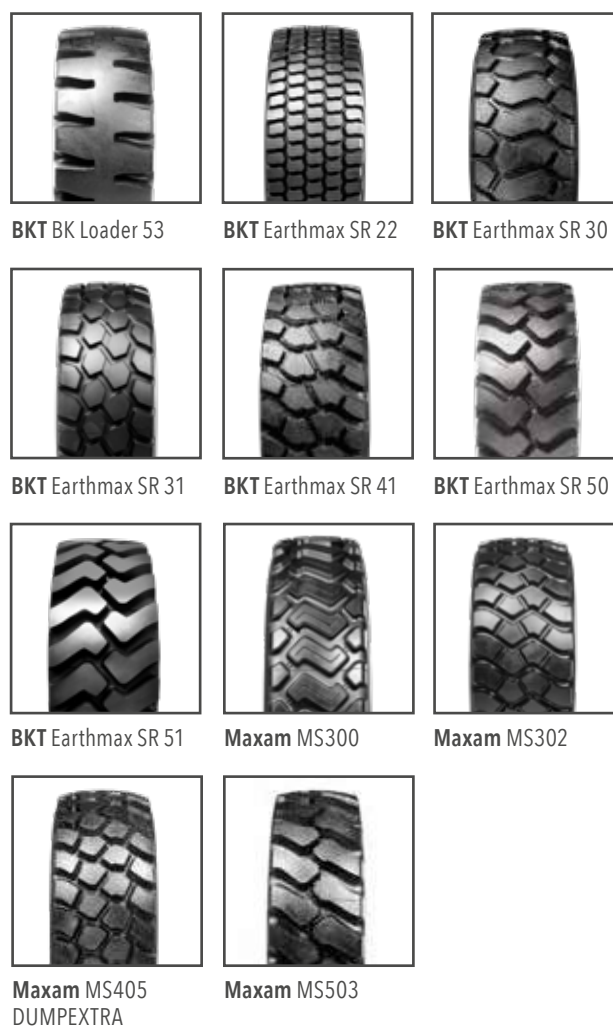 BKT BK Loader 53
BKT Earthmax SR 22
BKT Earthmax SR 30
BKT Earthmax SR 31
BKT Earthmax SR 41
BKT Earthmax SR 50
BKT Earthmax SR 51
Maxam MS300
Maxam MS302
Maxam MS405
DUMPEXTRA
Maxam MS503